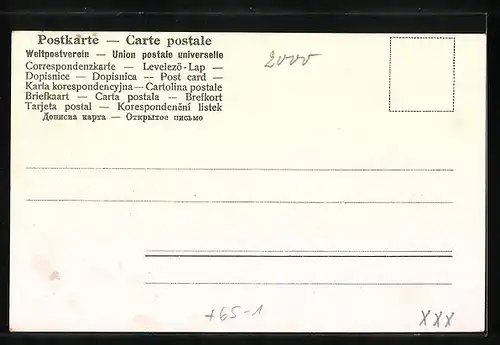 Postkarte — Carte postale
Weltpostverein — Union postale universelle
Correspondenzkarte — Levelező-Lap —
Dopisnice — Dopisnica — Post card —
Karta korespondencyjna — Cartolina postale
Briefkaart — Carta postala — Brefkort
Tarjeta postal — Korespondenční lístek
Дописна карта — Открытое письмо
2000
+65-1
XXX